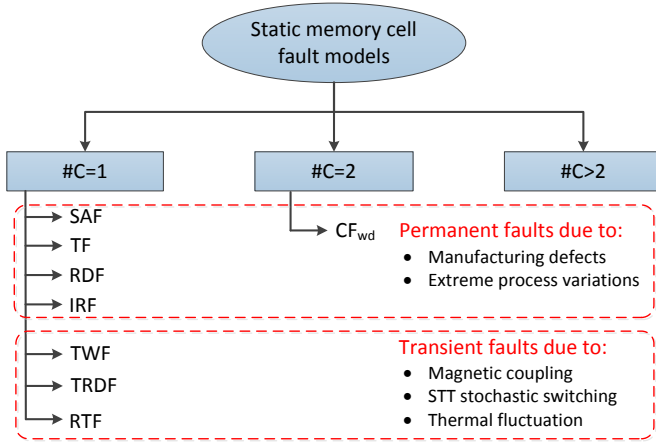 Static memory cell
fault models
#C=1
#C=2
#C>2
SAF
TF
RDF
IRF
CFwd
Permanent faults due to:
• Manufacturing defects
• Extreme process variations
TWF
TRDF
RTF
Transient faults due to:
• Magnetic coupling
• STT stochastic switching
• Thermal fluctuation